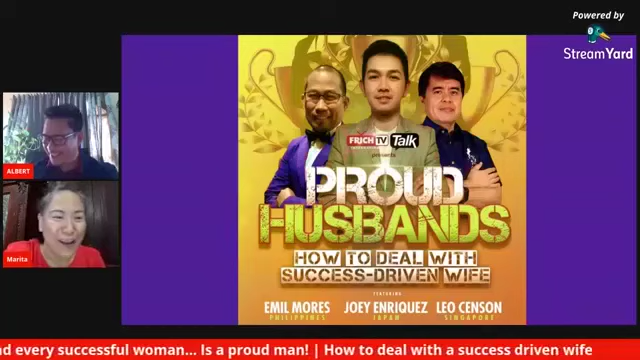 Powered by
StreamYard
ALBERT
Marita
FRJCH TV Talk
presents
PROUD
HUSBANDS
HOW TO DEAL WITH
SUCCESS-DRIVEN WIFE
FEATURING
EMIL MORES
PHILIPPINES
JOEY ENRIQUEZ
JAPAN
LEO CENSON
SINGAPORE
nd every successful woman... Is a proud man! | How to deal with a success driven wife